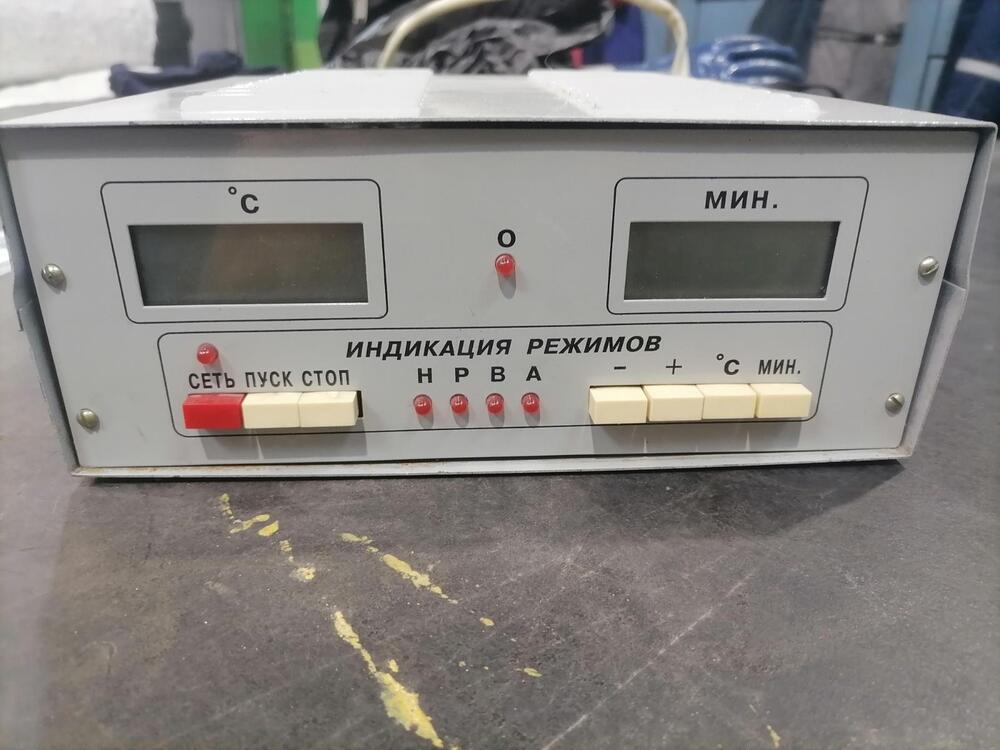 °C
МИН.
О
ИНДИКАЦИЯ РЕЖИМОВ
СЕТЬ ПУСК СТОП
Н Р В А
- + °C МИН.